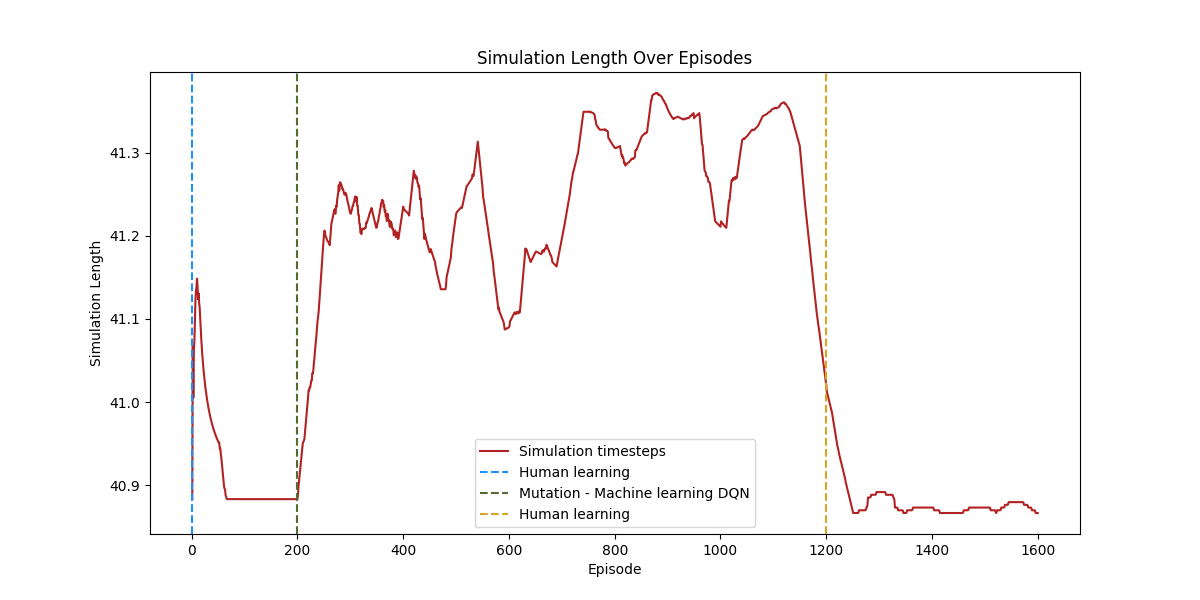 Simulation Length Over Episodes
Simulation Length
41.3
41.2
41.1
41.0
40.9
Simulation timesteps
Human learning
Mutation - Machine learning DQN
Human learning
0 200 400 600 800 1000 1200 1400 1600
Episode